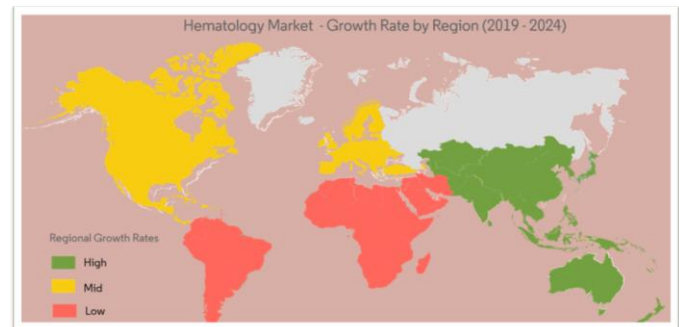 Hematology Market - Growth Rate by Region (2019 - 2024)
Regional Growth Rates
High
Mid
Low